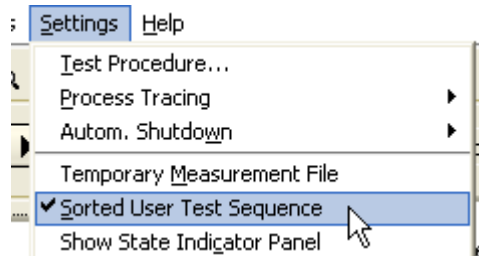 Settings Help
Test Procedure...
Process Tracing
Autom. Shutdown
Temporary Measurement File
Sorted User Test Sequence
Show State Indicator Panel